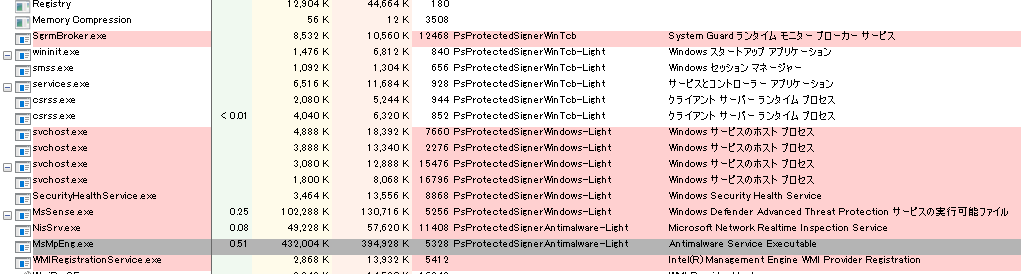 Registry 12,904 K 44,664 K 180
Memory Compression 56 K 12 K 3508
SgrmBroker.exe 8,532 K 10,560 K 12468 PsProtectedSignerWinTcb System Guard ランタイム モニター ブローカー サービス
wininit.exe 1,476 K 6,812 K 840 PsProtectedSignerWinTcb-Light Windows スタートアップ アプリケーション
smss.exe 1,092 K 1,304 K 656 PsProtectedSignerWinTcb-Light Windows セッション マネージャー
services.exe 6,516 K 11,684 K 928 PsProtectedSignerWinTcb-Light サービスとコントローラー アプリケーション
csrss.exe 2,080 K 5,244 K 944 PsProtectedSignerWinTcb-Light クライアント サーバー ランタイム プロセス
csrss.exe < 0.01 4,040 K 6,320 K 852 PsProtectedSignerWinTcb-Light クライアント サーバー ランタイム プロセス
svchost.exe 4,888 K 18,392 K 7660 PsProtectedSignerWindows-Light Windows サービスのホスト プロセス
svchost.exe 3,888 K 13,340 K 2276 PsProtectedSignerWindows-Light Windows サービスのホスト プロセス
svchost.exe 3,080 K 12,888 K 15476 PsProtectedSignerWindows-Light Windows サービスのホスト プロセス
svchost.exe 1,800 K 8,068 K 16796 PsProtectedSignerWindows-Light Windows サービスのホスト プロセス
SecurityHealthService.exe 3,464 K 13,556 K 8868 PsProtectedSignerWindows-Light Windows Security Health Service
MsSense.exe 0.25 102,288 K 130,716 K 5256 PsProtectedSignerWindows-Light Windows Defender Advanced Threat Protection サービスの実行可能ファイル
NisSrv.exe 0.08 49,228 K 57,620 K 11408 PsProtectedSignerAntimalware-Light Microsoft Network Realtime Inspection Service
MsMpEng.exe 0.51 432,004 K 394,928 K 5328 PsProtectedSignerAntimalware-Light Antimalware Service Executable
WMIRegistrationService.exe 2,868 K 13,932 K 5412 Intel(R) Management Engine WMI Provider Registration